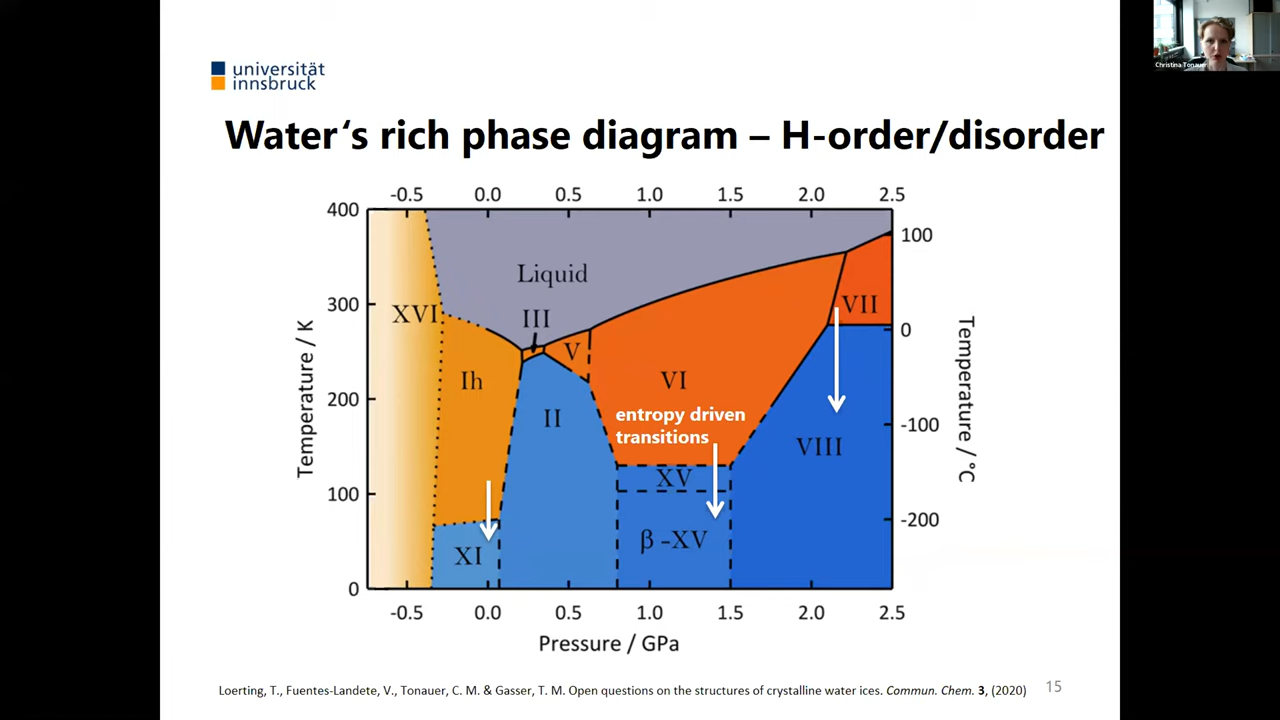 Christina Tonauer
universität
innsbruck
Water‘s rich phase diagram – H-order/disorder
-0.5 0.0 0.5 1.0 1.5 2.0 2.5
400
300
200
100
0
Temperature / K
100
0
-100
-200
Temperature / °C
Liquid
XVI
III
V
VII
Ih
II
VI
entropy driven
transitions
VIII
XV
β -XV
XI
-0.5 0.0 0.5 1.0 1.5 2.0 2.5
Pressure / GPa
Loerting, T., Fuentes-Landete, V., Tonauer, C. M. & Gasser, T. M. Open questions on the structures of crystalline water ices. Commun. Chem. 3, (2020)
15